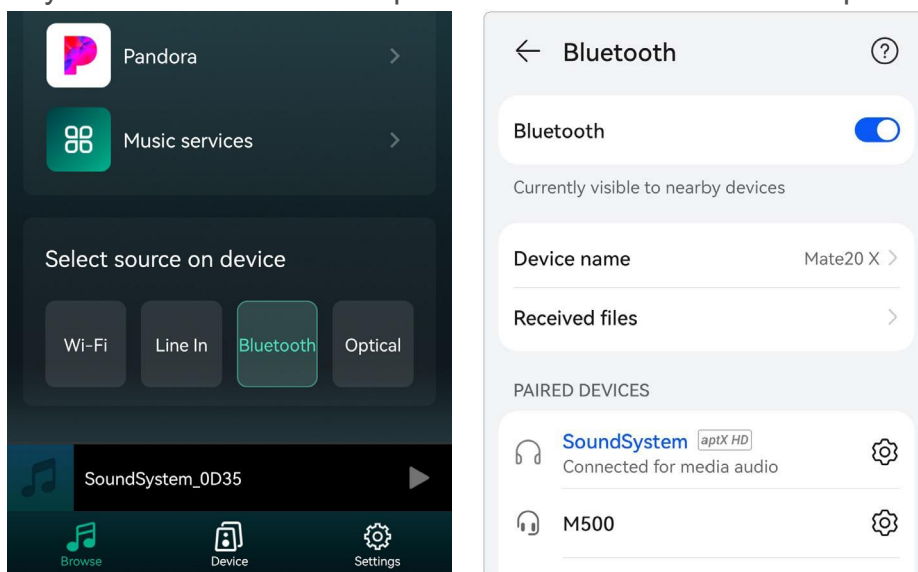 Pandora
Music services
Select source on device
Wi-Fi
Line In
Bluetooth
Optical
SoundSystem_0D35
Browse
Device
Settings
Bluetooth
Bluetooth
Currently visible to nearby devices
Device name Mate20 X
Received files
PAIRED DEVICES
SoundSystem aptX HD
Connected for media audio
M500